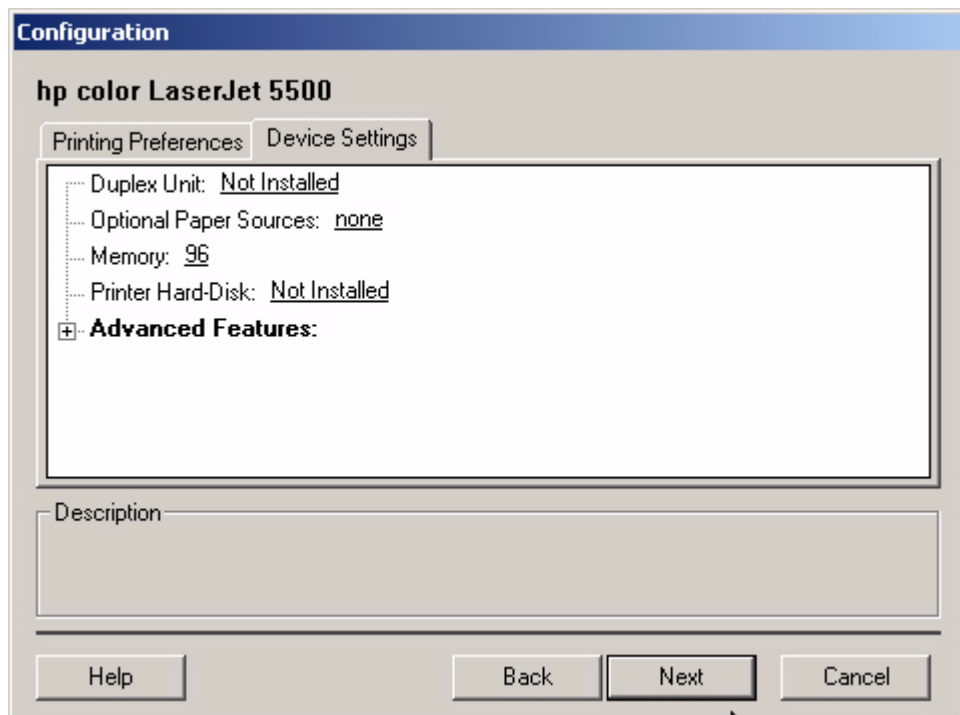 Configuration
hp color LaserJet 5500
Printing Preferences Device Settings
Duplex Unit: Not Installed
Optional Paper Sources: none
Memory: 96
Printer Hard-Disk: Not Installed
Advanced Features:
Description
Help Back Next Cancel